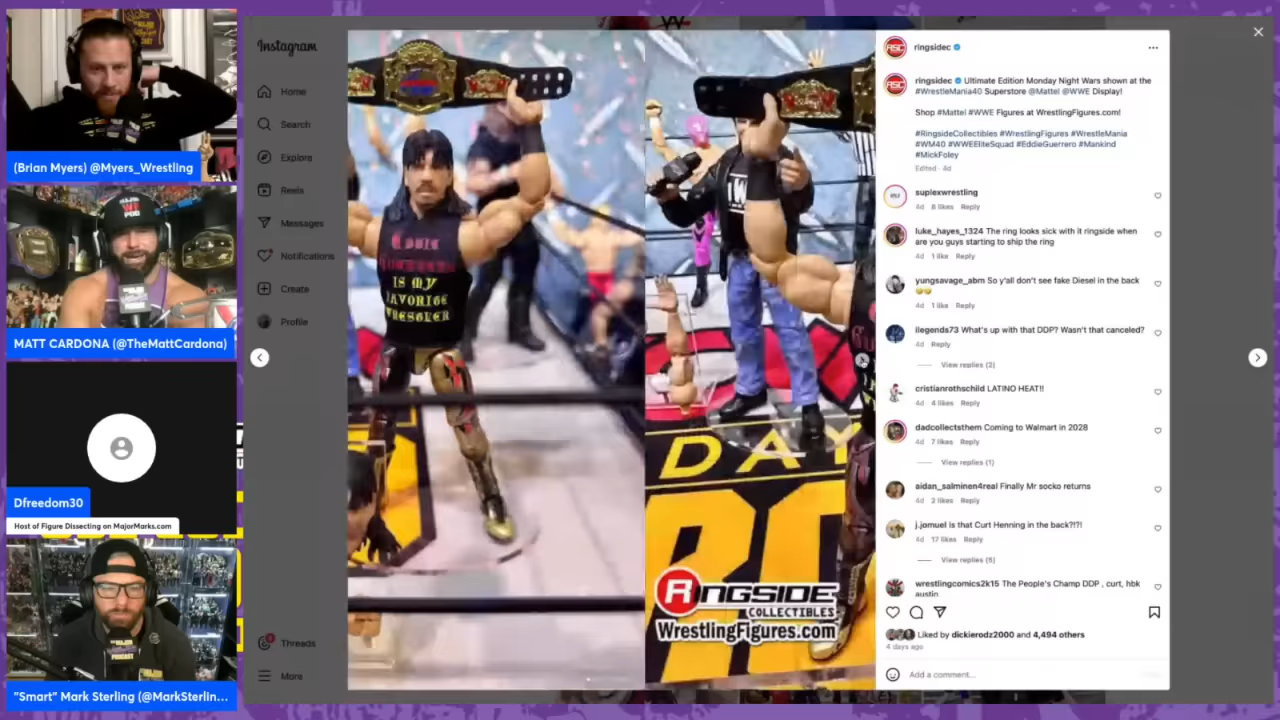 (Brian Myers) @Myers_Wrestling
MATT CARDONA (@TheMattCardona)
Dfreedom30
Host of Figure Dissecting on MajorMarks.com
"Smart" Mark Sterling (@MarkSterlin...
Instagram
Home
Search
Explore
Reels
Messages
Notifications
Create
Profile
Threads
More
IS MY
FAVORITE
WRESTLER
DAY
RINGSIDE
COLLECTIBLES
WrestlingFigures.com
RSC
ringsidec
RSC
ringsidec Ultimate Edition Monday Night Wars shown at the
#WrestleMania40 Superstore @Mattel @WWE Display!
Shop #Mattel #WWE Figures at WrestlingFigures.com!
#RingsideCollectibles #WrestlingFigures #WrestleMania
#WM40 #WWEEliteSquad #EddieGuerrero #Mankind
#MickFoley
Edited · 4d
suplexwrestling
4d 8 likes Reply
luke_hayes_1324 The ring looks sick with it ringside when
are you guys starting to ship the ring
4d 1 like Reply
yungsavage_abm So y'all don't see fake Diesel in the back
4d 1 like Reply
ilegends73 What's up with that DDP? Wasn't that canceled?
4d Reply
View replies (2)
cristianrothschild LATINO HEAT!!
4d 4 likes Reply
dadcollectsthem Coming to Walmart in 2028
4d 7 likes Reply
View replies (1)
aidan_salminen4real Finally Mr socko returns
4d 2 likes Reply
j.jomuel Is that Curt Henning in the back?!?!
4d 17 likes Reply
View replies (5)
wrestlingcomics2k15 The People's Champ DDP , curt, hbk
austin
Liked by dickierodz2000 and 4,494 others
4 days ago
Add a comment...